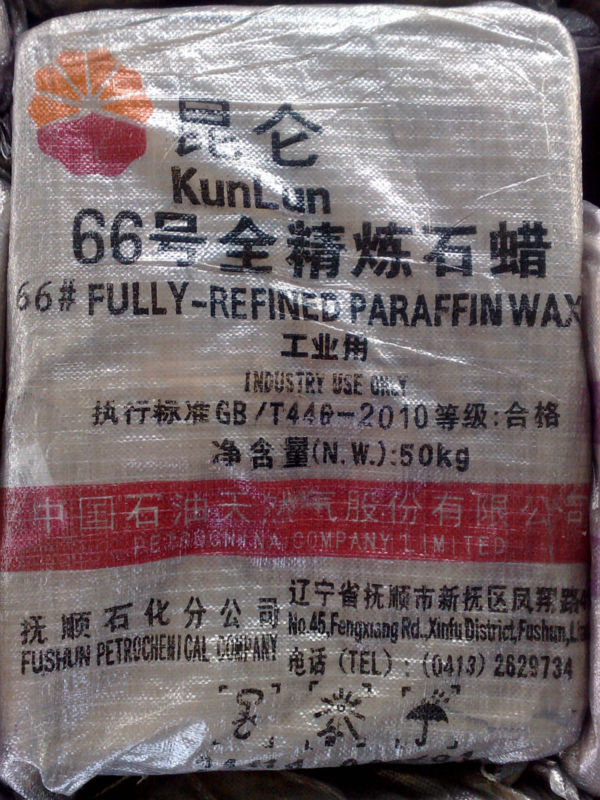 昆仑
KunLun
66号全精炼石蜡
66# FULLY-REFINED PARAFFIN WAX
工业用
INDUSTRY USE ONLY
执行标准GB/T446-2010等级:合格
净含量(N.W.):50kg
中国石油天然气股份有限公司
PETROCHINA COMPANY LIMITED
抚顺石化分公司
FUSHUN PETROCHEMICAL COMPANY
辽宁省抚顺市新抚区凤翔路
No.45,Fengxiang Rd.,Xinfu District,Fushun,
电话(TEL):(0413)2629734